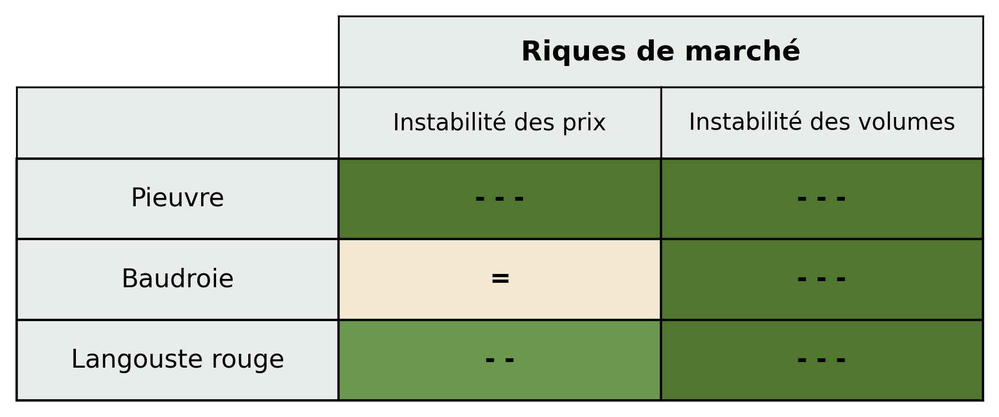 Riques de marché
Instabilité des prix Instabilité des volumes
Pieuvre - - - - - -
Baudroie = - - -
Langouste rouge - - - - -